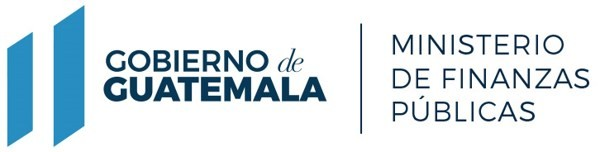 GOBIERNO de
GUATEMALA
MINISTERIO
DE FINANZAS
PÚBLICAS